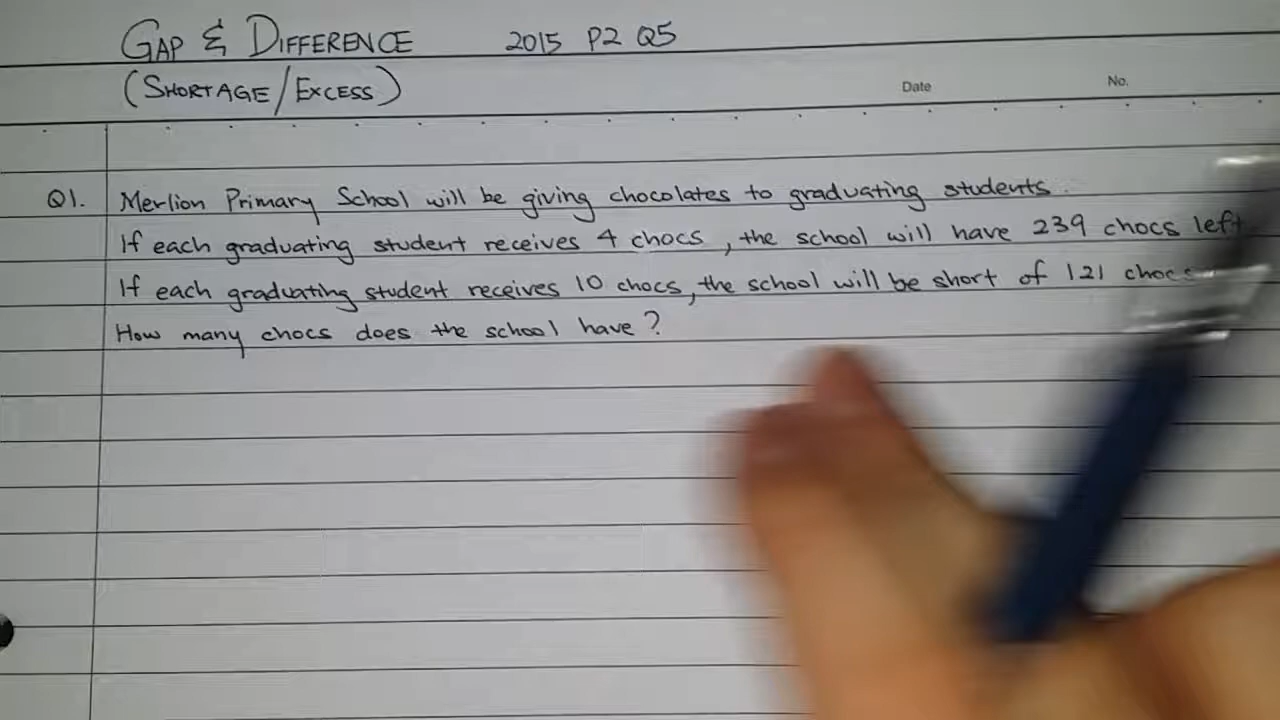 GAP & DIFFERENCE 2015 P2 Q5
(SHORTAGE/EXCESS)
Date No.
Q1. Merlion Primary School will be giving chocolates to graduating students.
If each graduating student receives 4 chocs, the school will have 239 chocs left.
If each graduating student receives 10 chocs, the school will be short of 121 chocs
How many chocs does the school have?